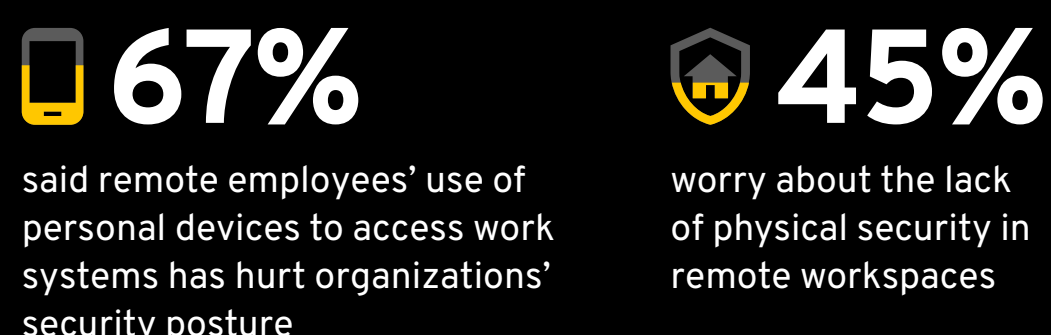 67%
said remote employees’ use of
personal devices to access work
systems has hurt organizations’
security posture
45%
worry about the lack
of physical security in
remote workspaces